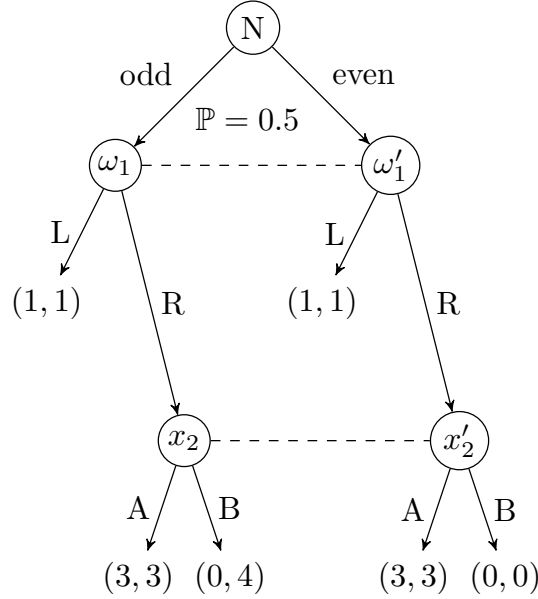 N
odd even
ℙ = 0.5
ω₁ ω′₁
L L
(1, 1) R (1, 1) R
x₂ x′₂
A B A B
(3, 3) (0, 4) (3, 3) (0, 0)